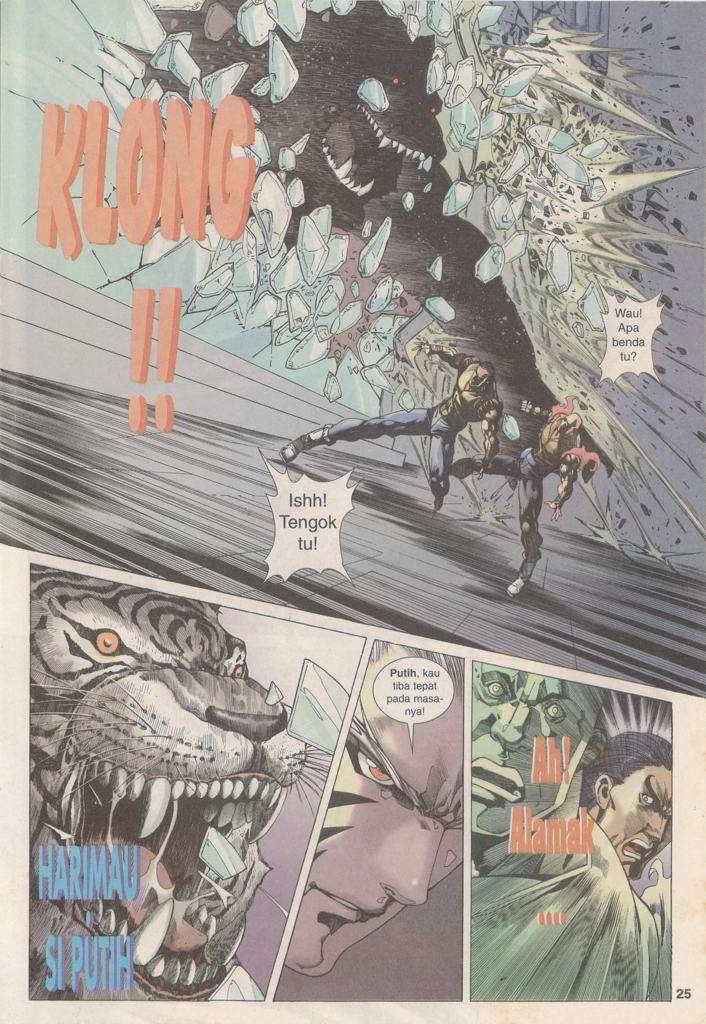 KLONG
!!
Wau!
Apa
benda
tu?
Ishh!
Tengok
tu!
HARIMAU
SI PUTIH
Putih, kau
tiba tepat
pada masa-
nya!
Ah!
Alamak
....
25